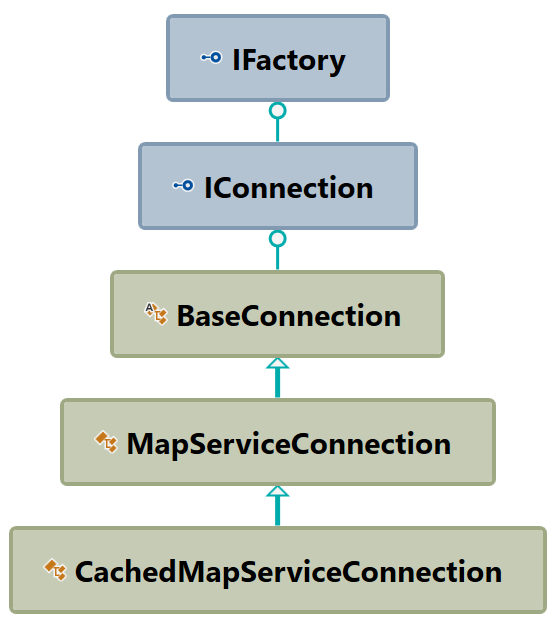 IFactory
IConnection
A BaseConnection
MapServiceConnection
CachedMapServiceConnection